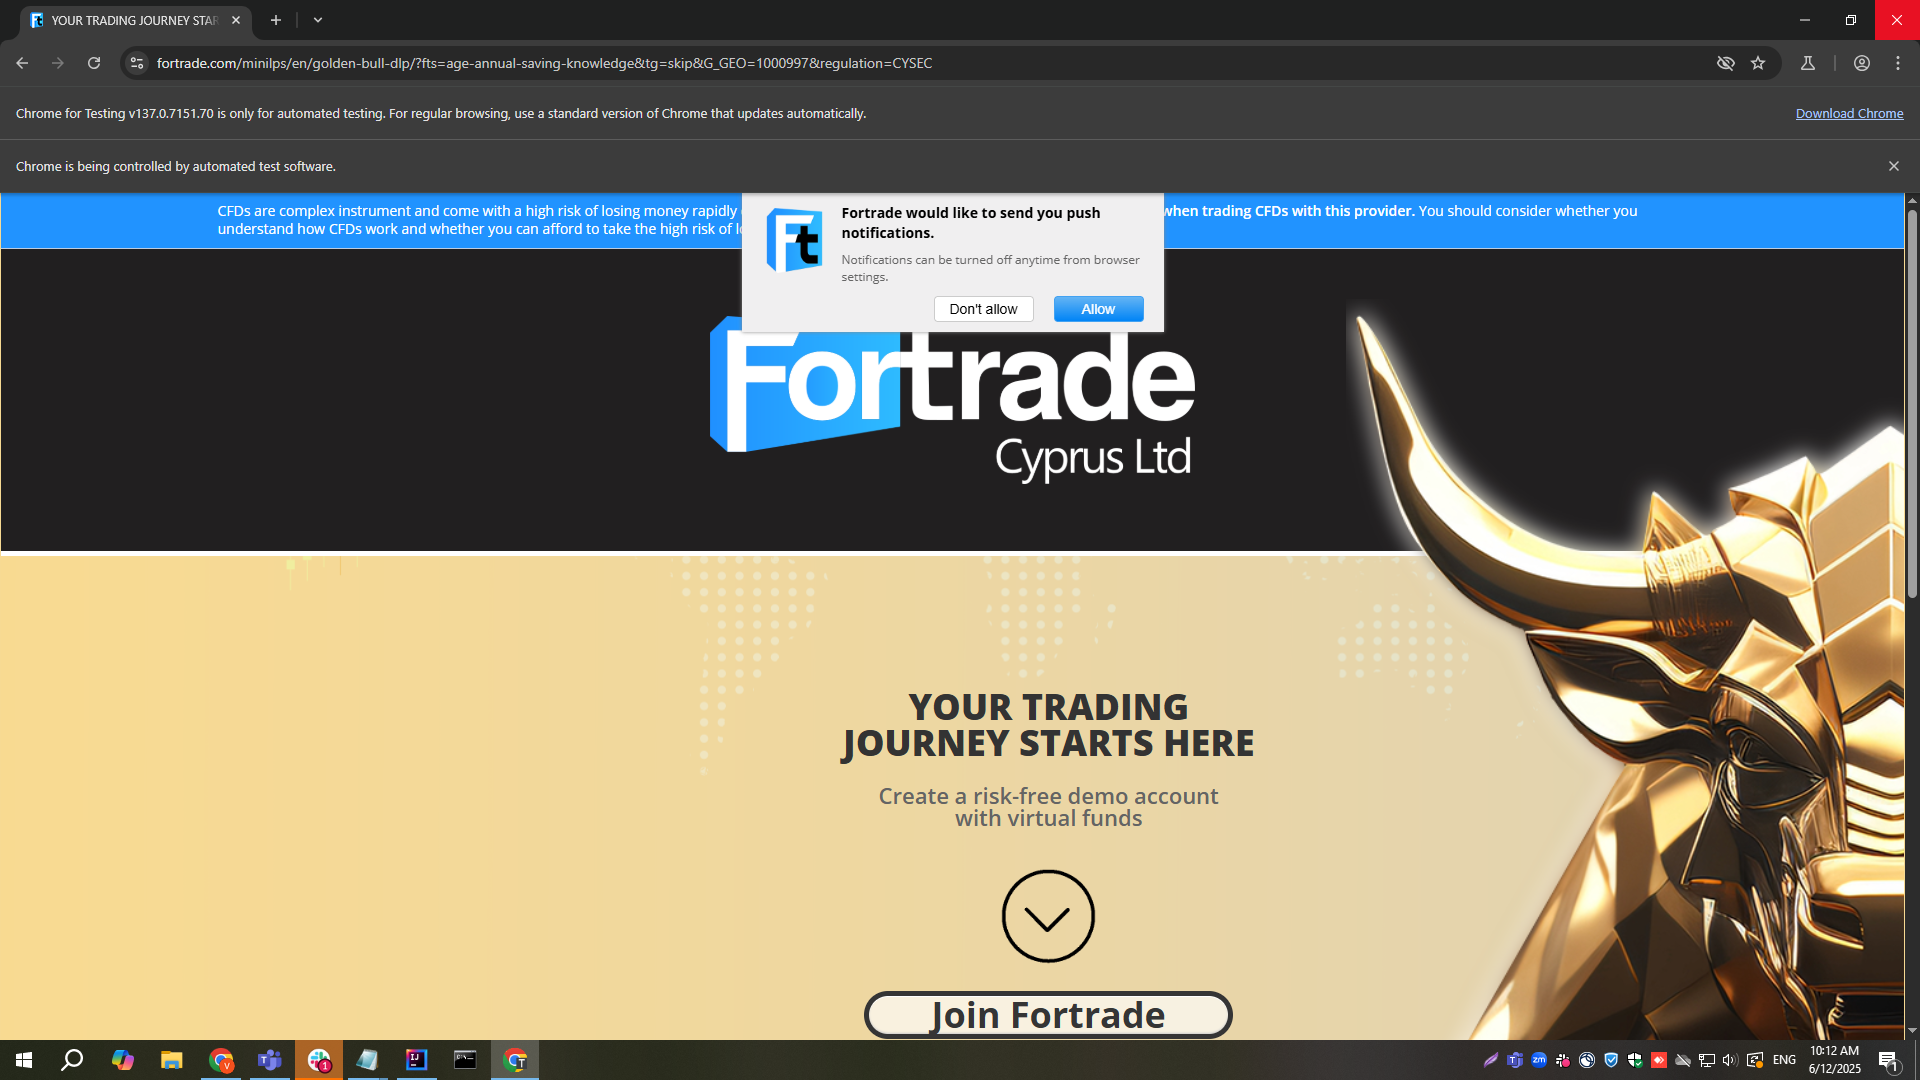 YOUR TRADING JOURNEY STAR
fortrade.com/minilps/en/golden-bull-dlp/?fts=age-annual-saving-knowledge&tg=skip&G_GEO=1000997&regulation=CYSEC
Chrome for Testing v137.0.7151.70 is only for automated testing. For regular browsing, use a standard version of Chrome that updates automatically.
Download Chrome
Chrome is being controlled by automated test software.
CFDs are complex instrument and come with a high risk of losing money rapidly
when trading CFDs with this provider. You should consider whether you
understand how CFDs work and whether you can afford to take the high risk of
Ft
Fortrade would like to send you push
notifications.
Notifications can be turned off anytime from browser
settings.
Don't allow
Allow
Fortrade
Cyprus Ltd
YOUR TRADING
JOURNEY STARTS HERE
Create a risk-free demo account
with virtual funds
Join Fortrade
ENG
10:12 AM
6/12/2025
1